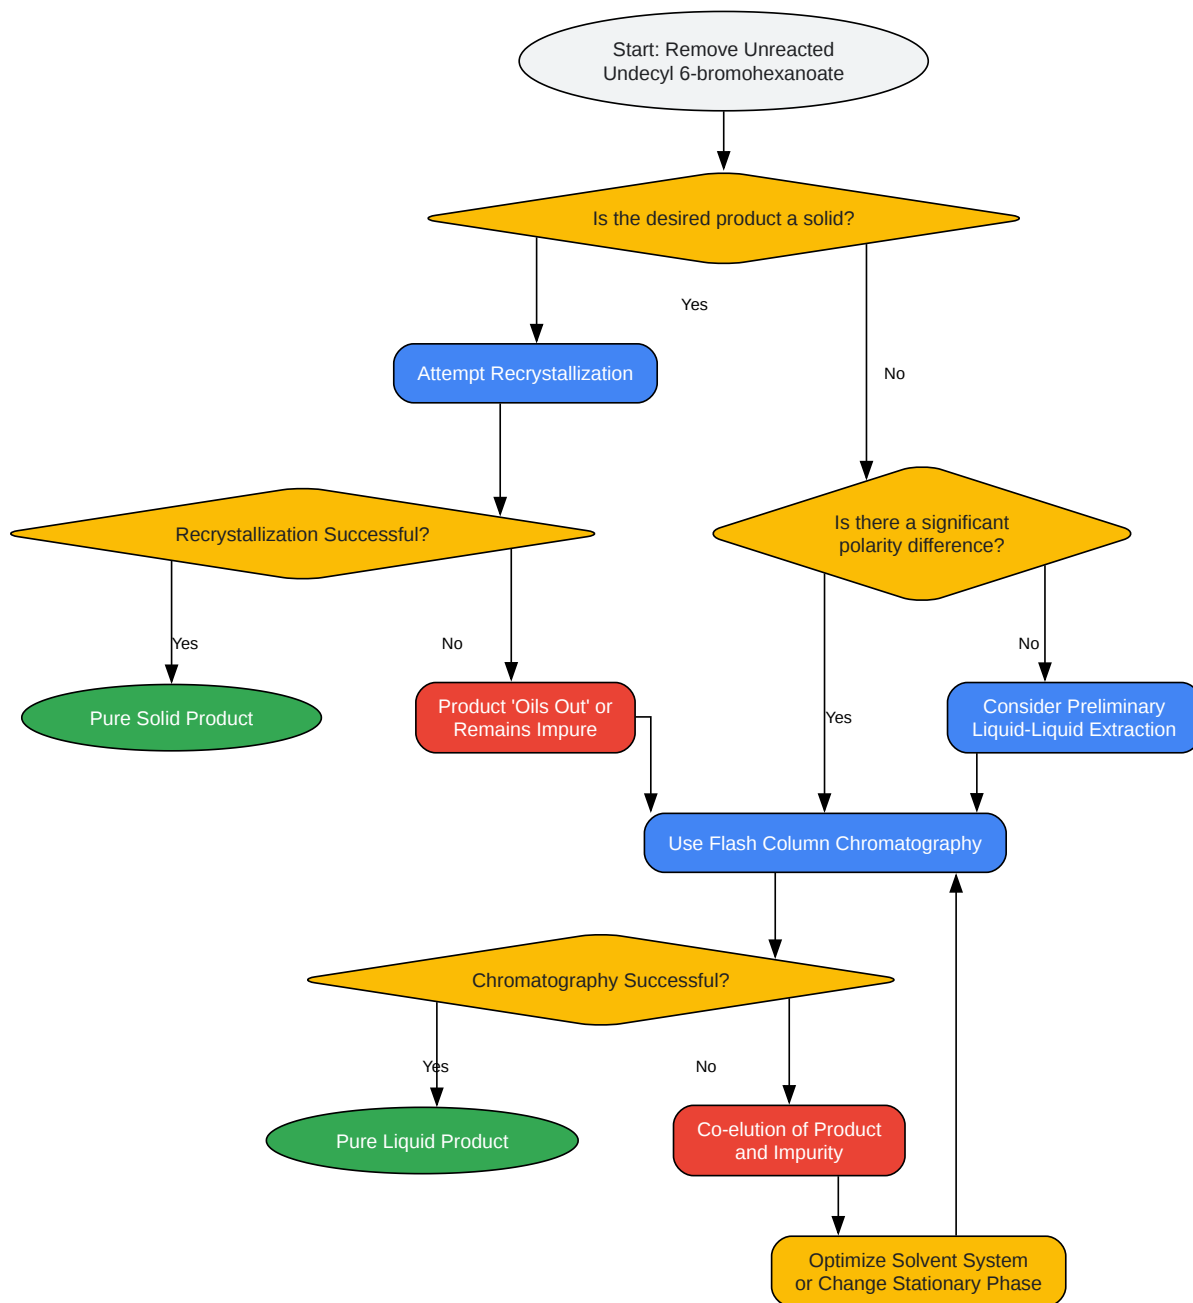 Start: Remove Unreacted
Undecyl 6-bromohexanoate
Is the desired product a solid?
Yes
Attempt Recrystallization
No
Recrystallization Successful?
Is there a significant
polarity difference?
Yes
No
No
Pure Solid Product
Product 'Oils Out' or
Remains Impure
Yes
Consider Preliminary
Liquid-Liquid Extraction
Use Flash Column Chromatography
Chromatography Successful?
Yes
No
Pure Liquid Product
Co-elution of Product
and Impurity
Optimize Solvent System
or Change Stationary Phase